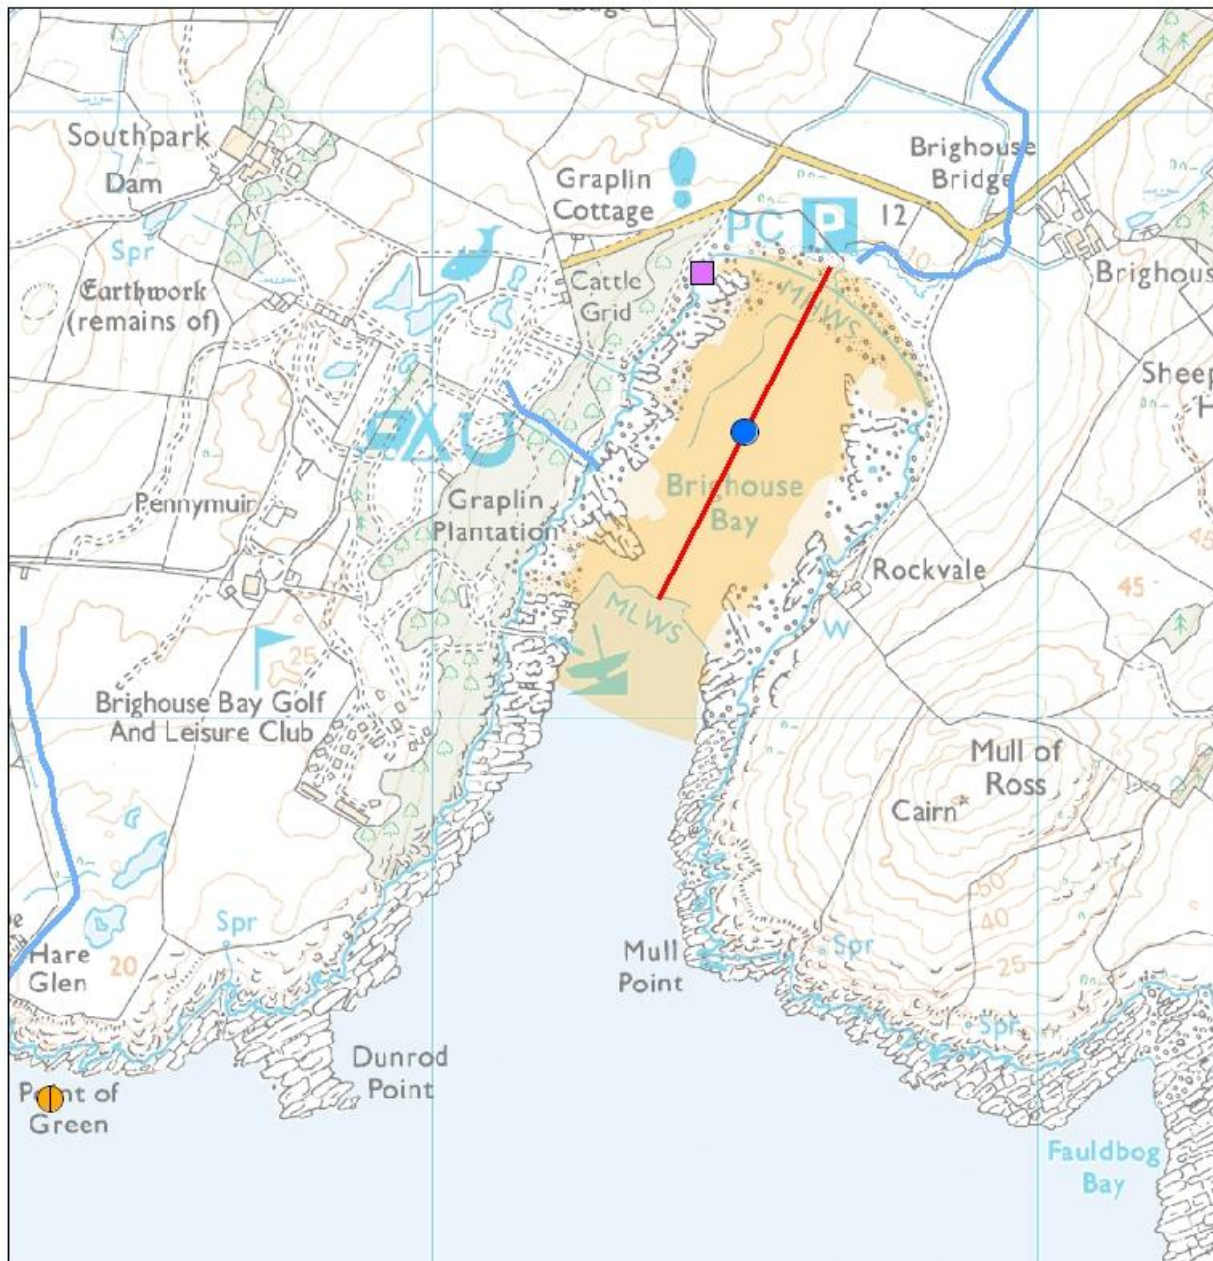 Southpark
Dam
Spr
Earthwork
(remains of)
Graplin
Cottage
PC
P
12
10
Brighouse
Bridge
Brighous
Cattle
Grid
MLWS
Sheep
H
Pennymuir
Graplin
Plantation
Brighouse
Bay
45
45
Rockvale
MLWS
W
25
Brighouse Bay Golf
And Leisure Club
Mull of
Ross
Cairn
50
40
25
Spr
Hare
Glen
20
Mull
Point
Spr
Spr
Dunrod
Point
Point of
Green
Fauldbog
Bay